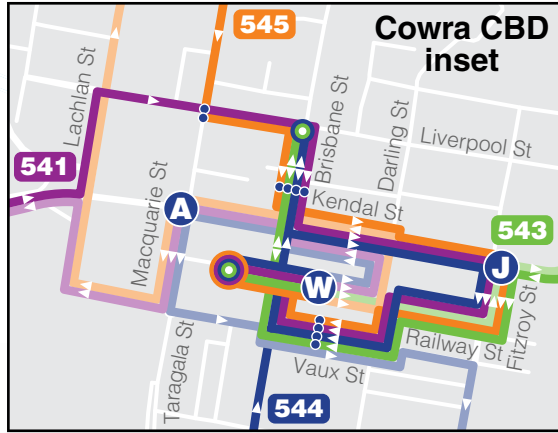 Cowra CBD
inset
545
Lachlan St
Brisbane St
Darling St
Liverpool St
541
Macquarie St
A
Kendal St
543
J
W
Fitzroy St
Railway St
Taragala St
Vaux St
544